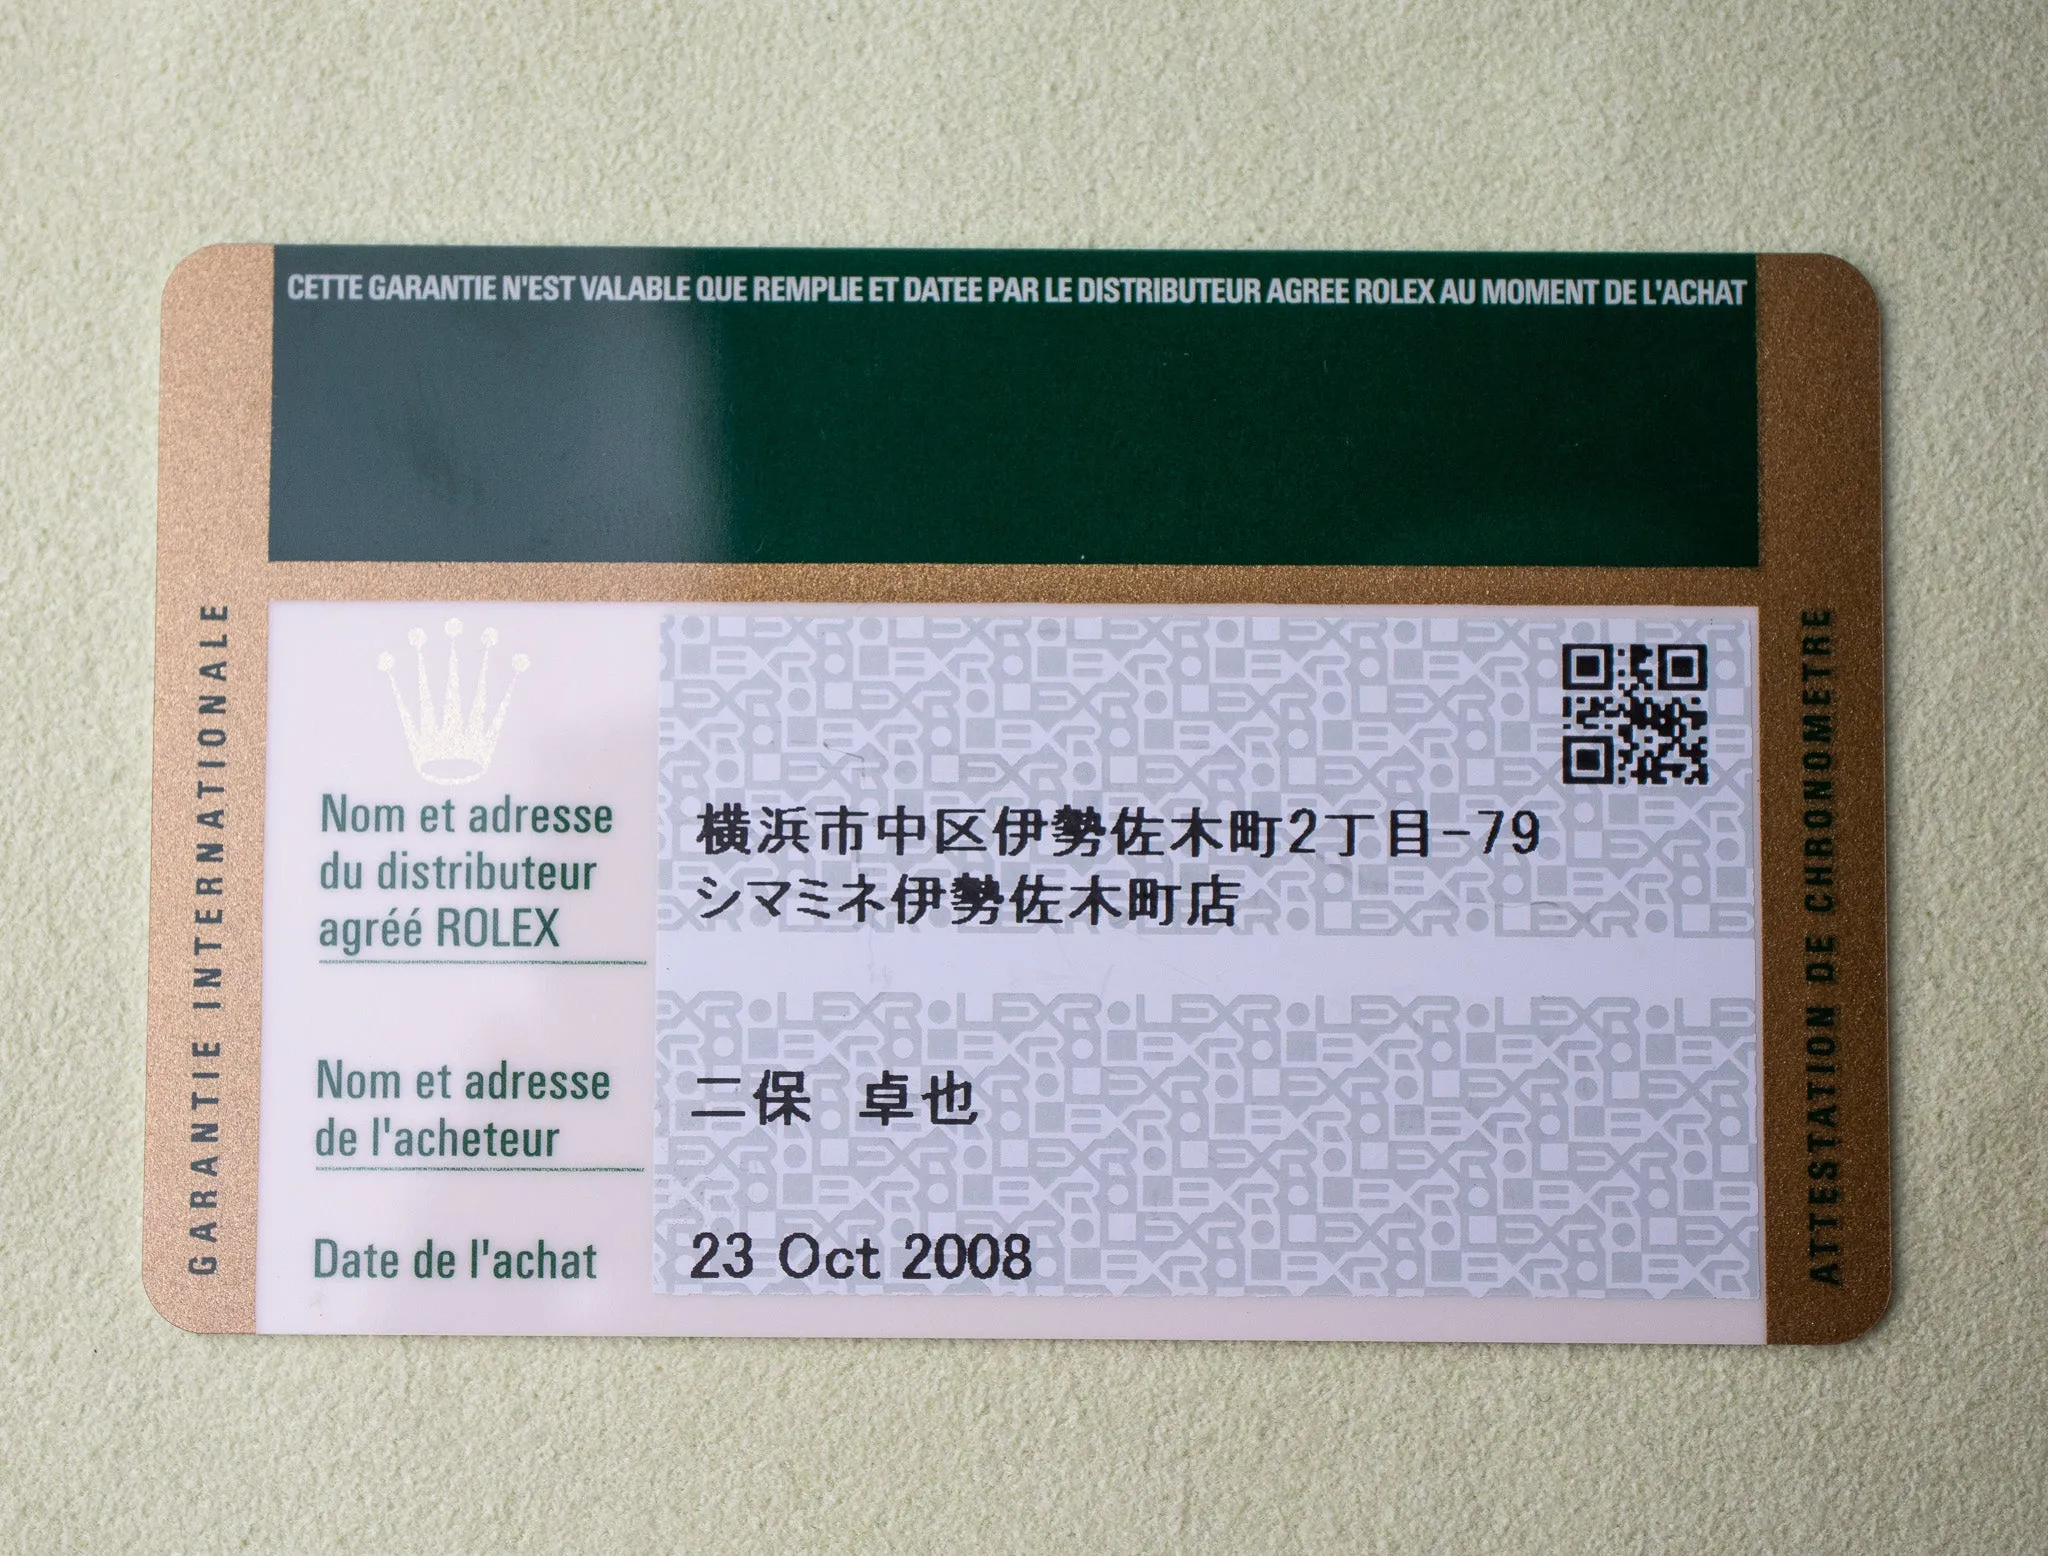 CETTE GARANTIE N'EST VALABLE QUE REMPLIE ET DATEE PAR LE DISTRIBUTEUR AGREE ROLEX AU MOMENT DE L'ACHAT
GARANTIE INTERNATIONALE
Nom et adresse
du distributeur
agréé ROLEX
横浜市中区伊勢佐木町2丁目-79
シマミネ伊勢佐木町店
Nom et adresse
de l'acheteur
二保 卓也
Date de l'achat
23 Oct 2008
ATTESTATION DE CHRONOMETRE